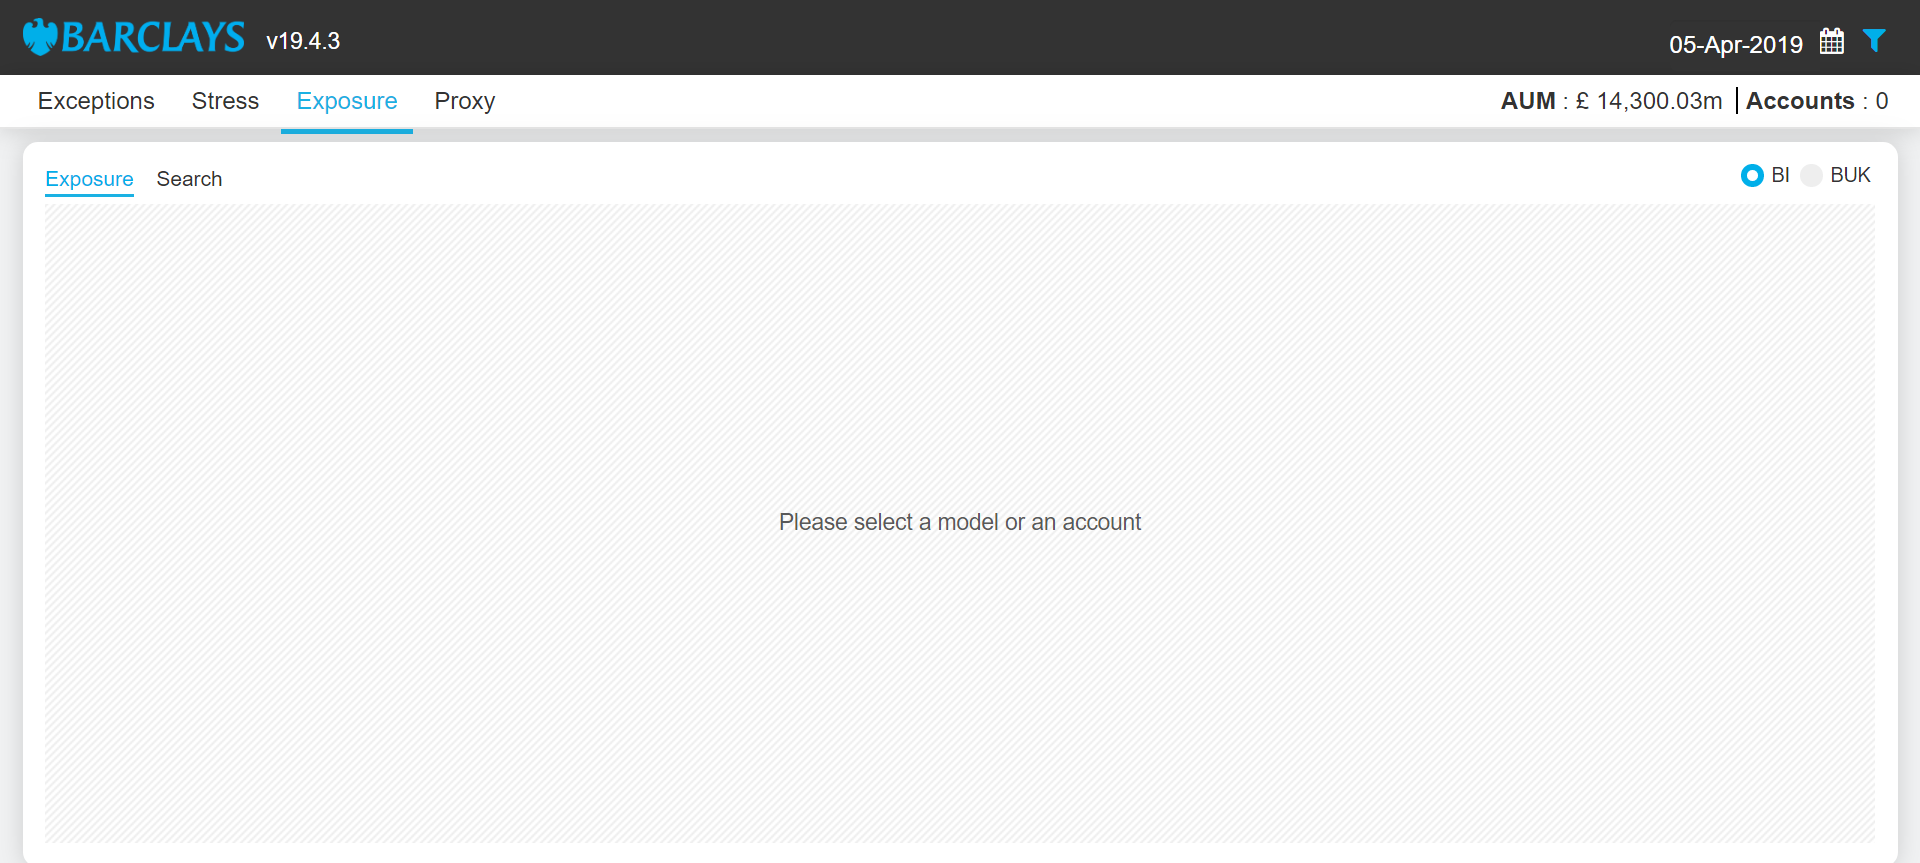 BARCLAYS v19.4.3 05-Apr-2019
Exceptions Stress Exposure Proxy AUM : £ 14,300.03m Accounts : 0
Exposure Search BI BUK
Please select a model or an account